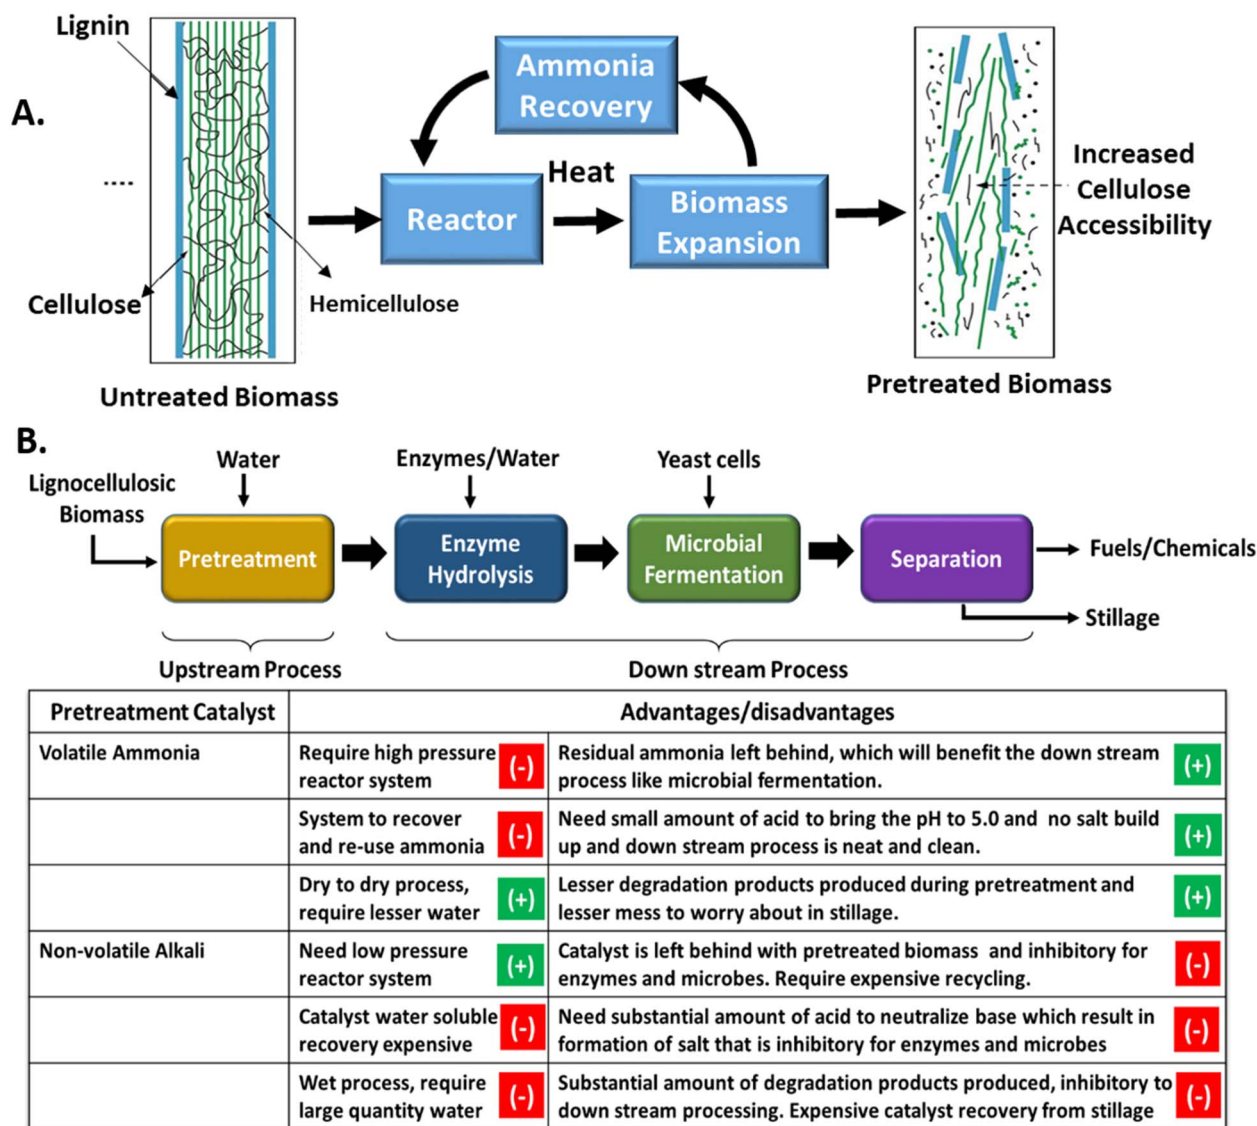 A.
Lignin
....
Cellulose
Hemicellulose
Untreated Biomass
Ammonia
Recovery
Reactor
Heat
Biomass
Expansion
Increased
Cellulose
Accessibility
Pretreated Biomass
B.
Lignocellulosic
Biomass
Water
Enzymes/Water
Yeast cells
Pretreatment
Enzyme
Hydrolysis
Microbial
Fermentation
Separation
Fuels/Chemicals
Stillage
Upstream Process
Down stream Process
Pretreatment Catalyst
Advantages/disadvantages
Volatile Ammonia
Require high pressure
reactor system
(-)
Residual ammonia left behind, which will benefit the down stream
process like microbial fermentation.
(+)
System to recover
and re-use ammonia
(-)
Need small amount of acid to bring the pH to 5.0 and no salt build
up and down stream process is neat and clean.
(+)
Dry to dry process,
require lesser water
(+)
Lesser degradation products produced during pretreatment and
lesser mess to worry about in stillage.
(+)
Non-volatile Alkali
Need low pressure
reactor system
(+)
Catalyst is left behind with pretreated biomass and inhibitory for
enzymes and microbes. Require expensive recycling.
(-)
Catalyst water soluble
recovery expensive
(-)
Need substantial amount of acid to neutralize base which result in
formation of salt that is inhibitory for enzymes and microbes
(-)
Wet process, require
large quantity water
(-)
Substantial amount of degradation products produced, inhibitory to
down stream processing. Expensive catalyst recovery from stillage
(-)